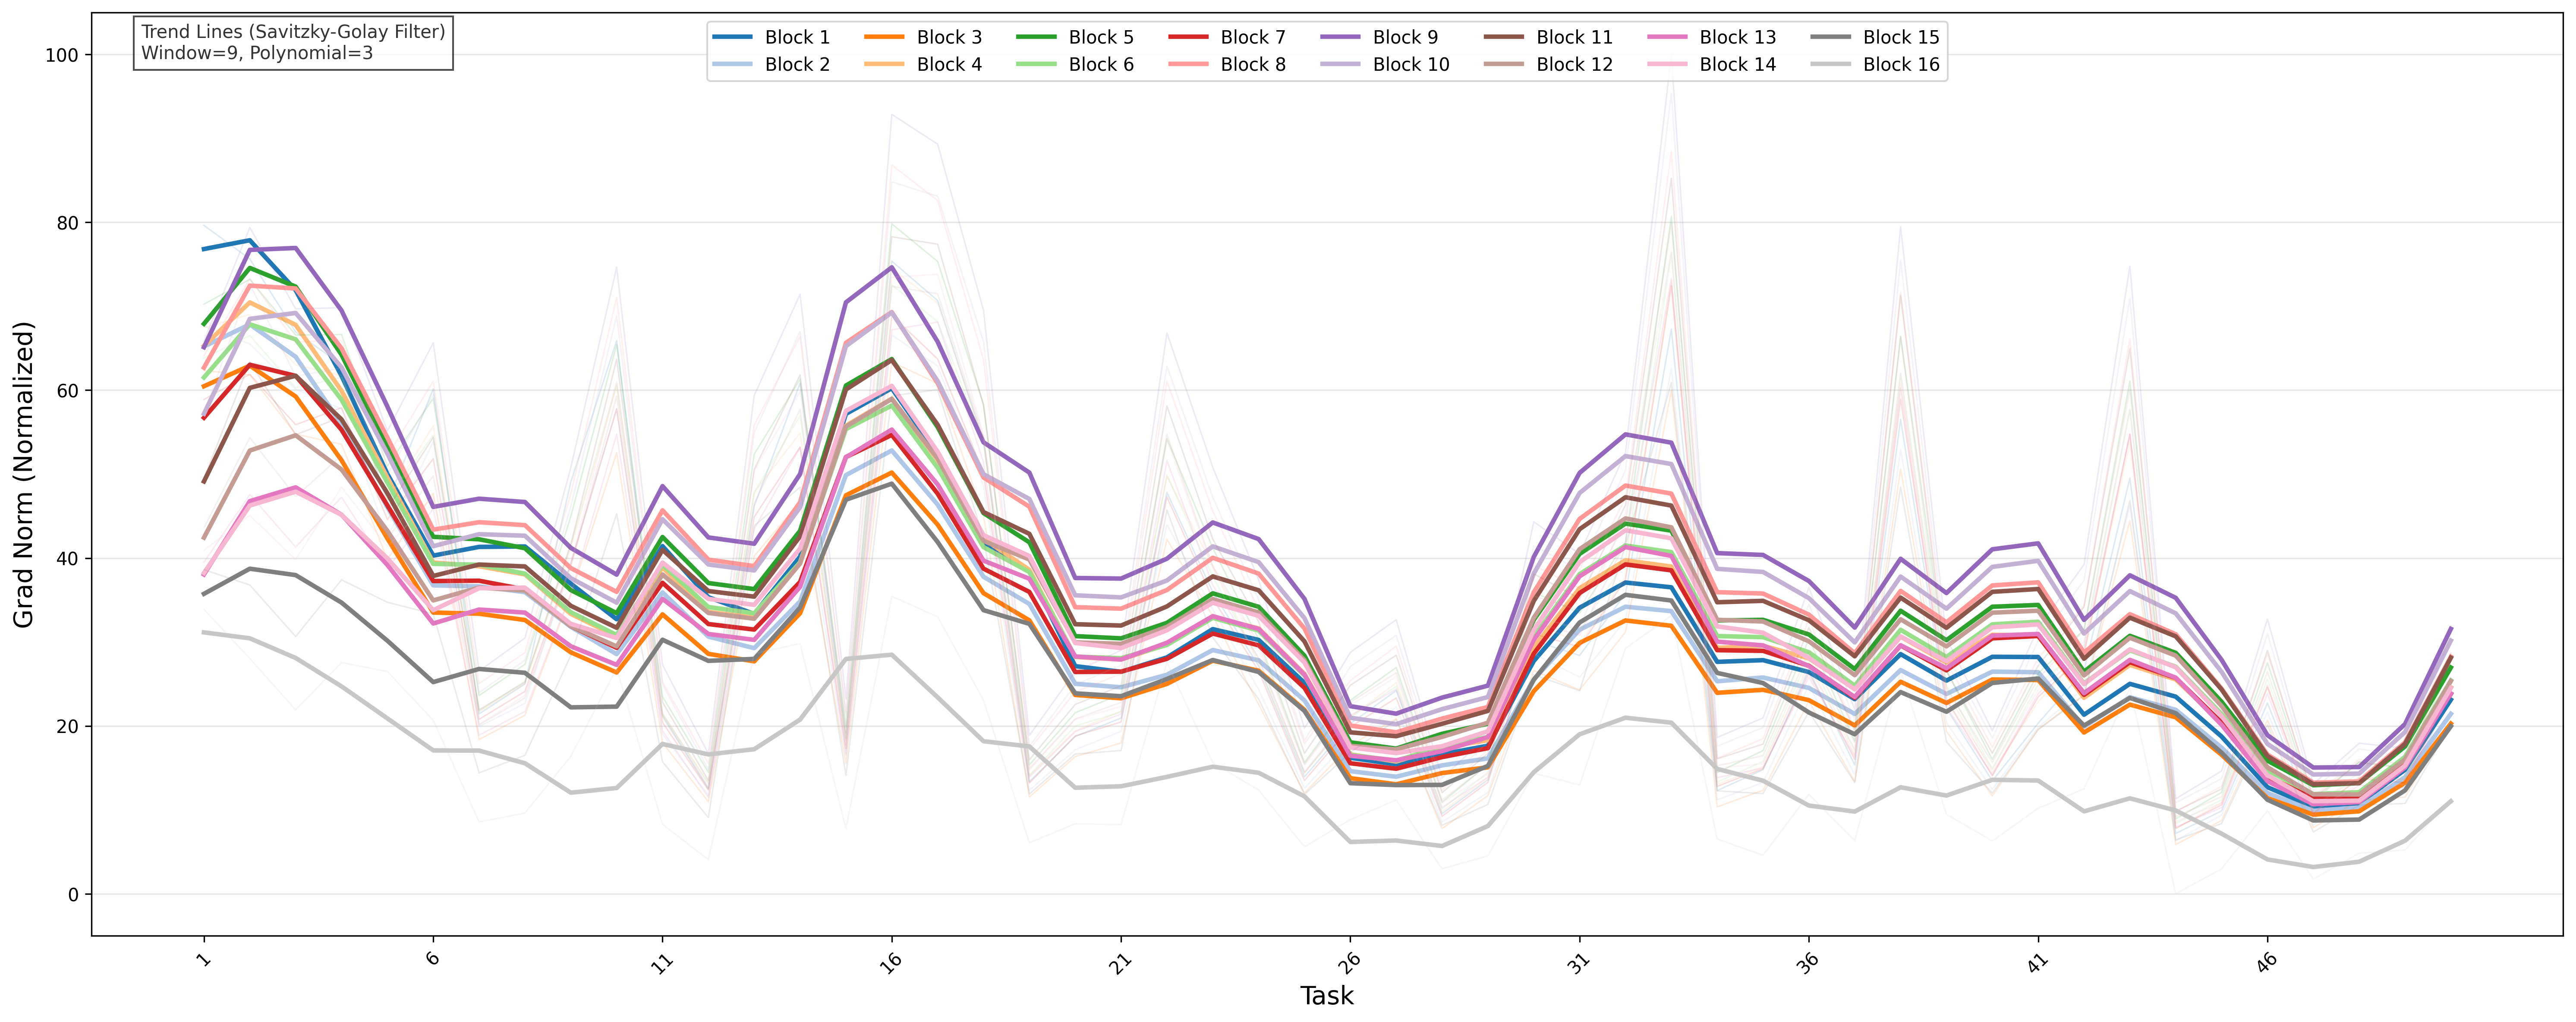 Trend Lines (Savitzky-Golay Filter)
Window=9, Polynomial=3
Block 1 Block 3 Block 5 Block 7 Block 9 Block 11 Block 13 Block 15
Block 2 Block 4 Block 6 Block 8 Block 10 Block 12 Block 14 Block 16
100
80
60
40
20
0
Grad Norm (Normalized)
1 6 11 16 21 26 31 36 41 46
Task